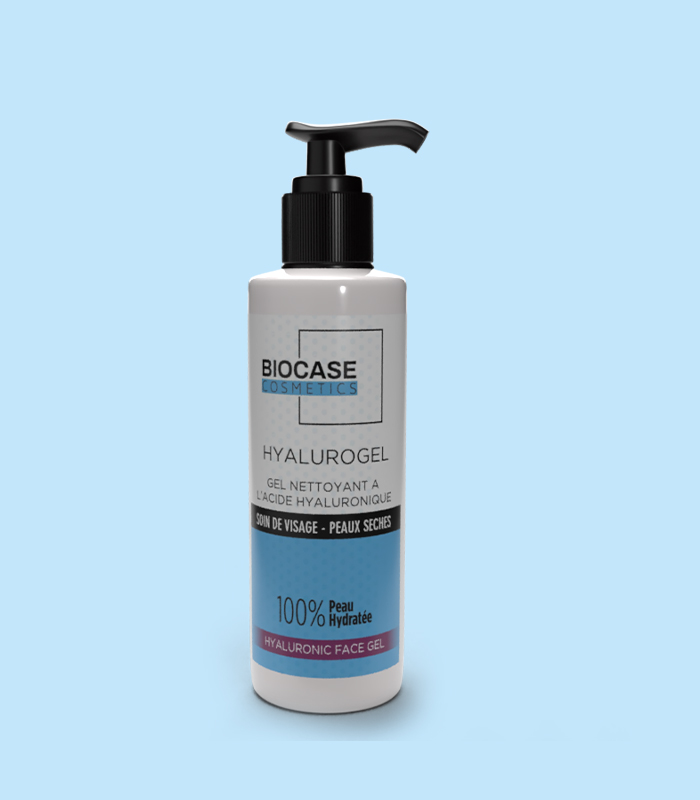 BIOCASE
COSMETICS
HYALUROGEL
GEL NETTOYANT A
L'ACIDE HYALURONIQUE
SOIN DE VISAGE - PEAUX SECHES
100% Peau
Hydratée
HYALURONIC FACE GEL